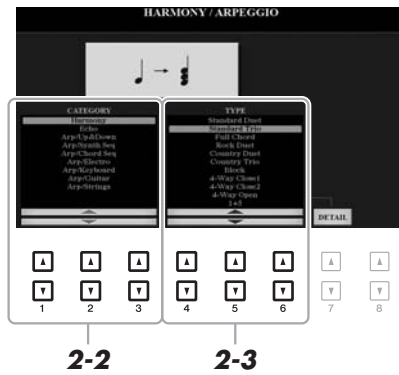 HARMONY / ARPEGGIO
CATEGORY
Harmony
Echo
Arp/Up&Down
Arp/Synth Seq
Arp/Chord Seq
Arp/Electro
Arp/Keyboard
Arp/Guitar
Arp/Strings
TYPE
Standard Duet
Standard Trio
Full Chord
Rock Duet
Country Duet
Country Trio
Block
4-Way Close1
4-Way Close2
4-Way Open
1+5
DETAIL
1 2 3 4 5 6 7 8
2-2 2-3